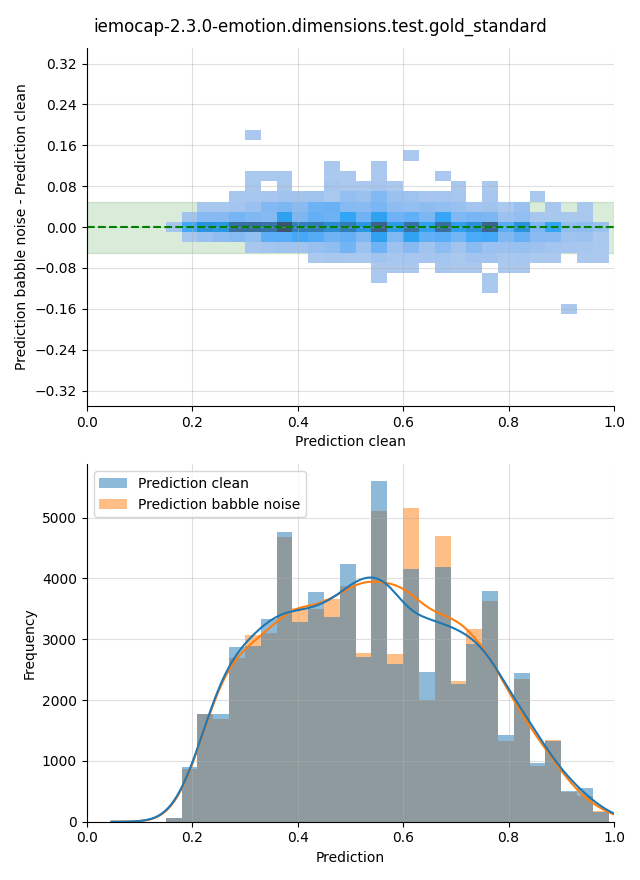 iemocap-2.3.0-emotion.dimensions.test.gold_standard
Prediction babble noise - Prediction clean
0.32
0.24
0.16
0.08
0.00
−0.08
−0.16
−0.24
−0.32
0.0 0.2 0.4 0.6 0.8 1.0
Prediction clean
Prediction clean
Prediction babble noise
Frequency
5000
4000
3000
2000
1000
0
0.0 0.2 0.4 0.6 0.8 1.0
Prediction